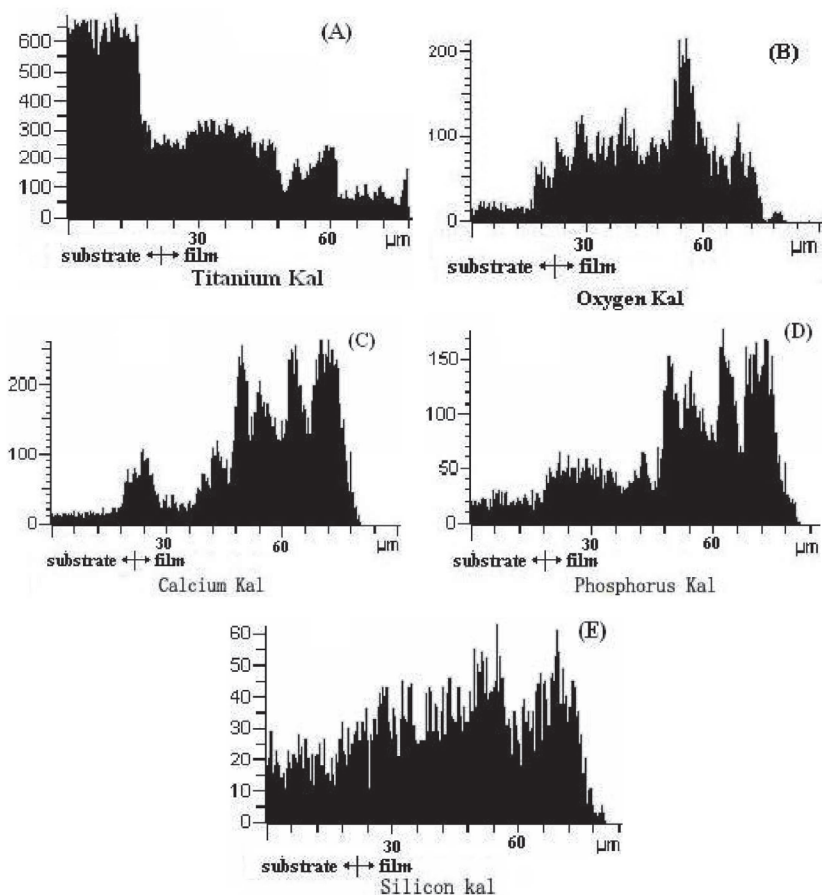 (A)
600
500
400
300
200
100
0
30 60 μm
substrate film
Titanium Kal
(B)
200
100
0
30 60 μm
substrate film
Oxygen Kal
(C)
200
100
0
30 60 μm
substrate film
Calcium Kal
(D)
150
100
50
0
30 60 μm
substrate film
Phosphorus Kal
(E)
60
50
40
30
20
10
0
30 60 μm
substrate film
Silicon kal